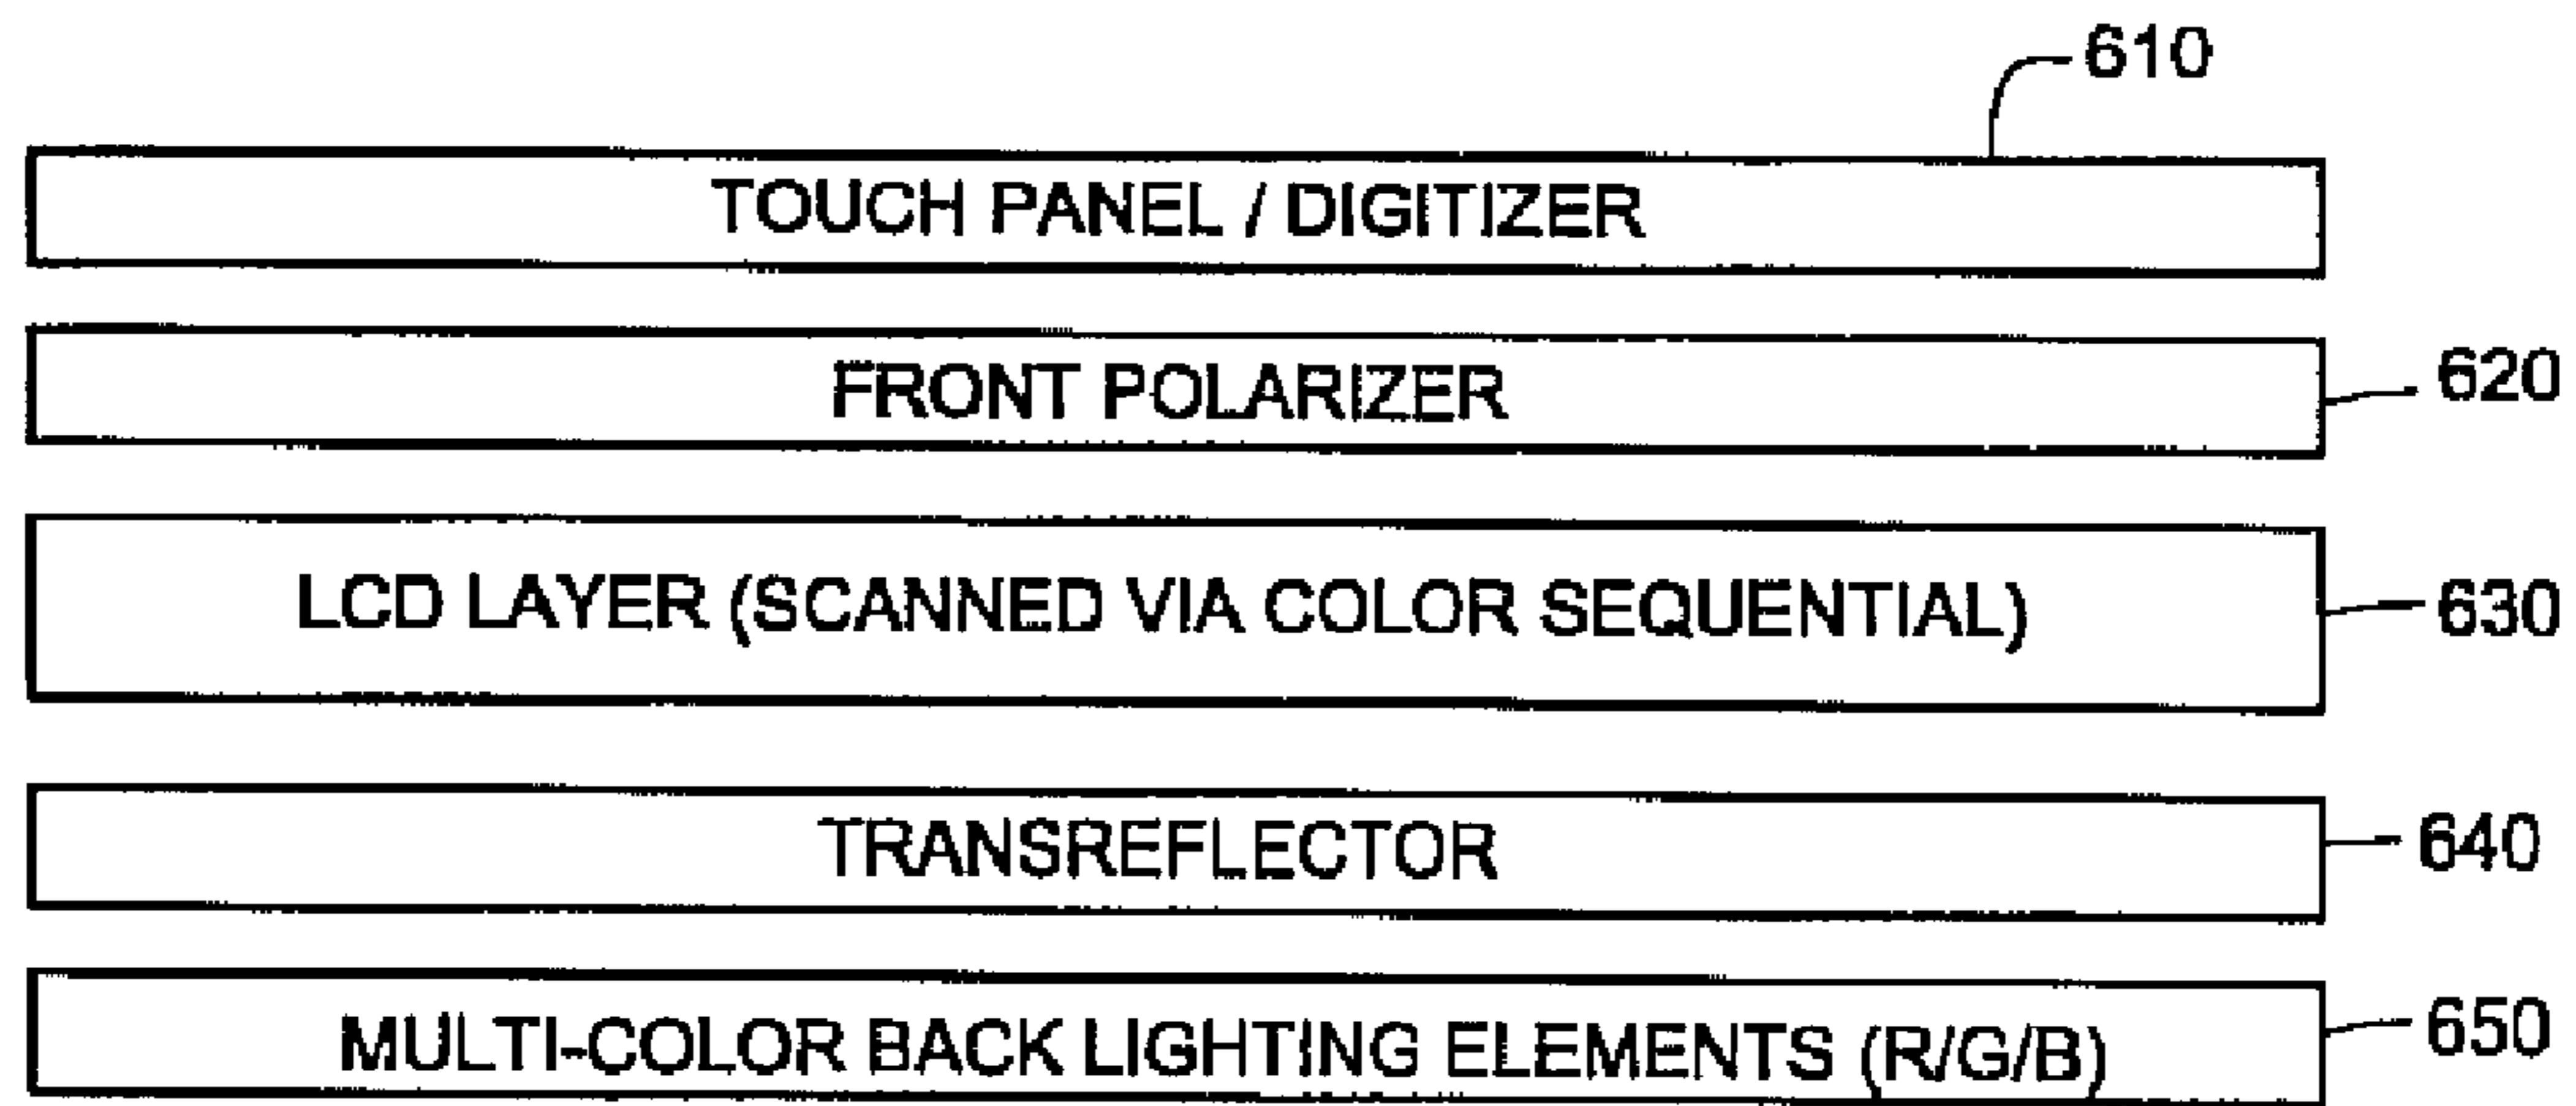 610
TOUCH PANEL / DIGITIZER
FRONT POLARIZER
620
LCD LAYER (SCANNED VIA COLOR SEQUENTIAL)
630
TRANSREFLECTOR
640
MULTI-COLOR BACK LIGHTING ELEMENTS (R/G/B)
650